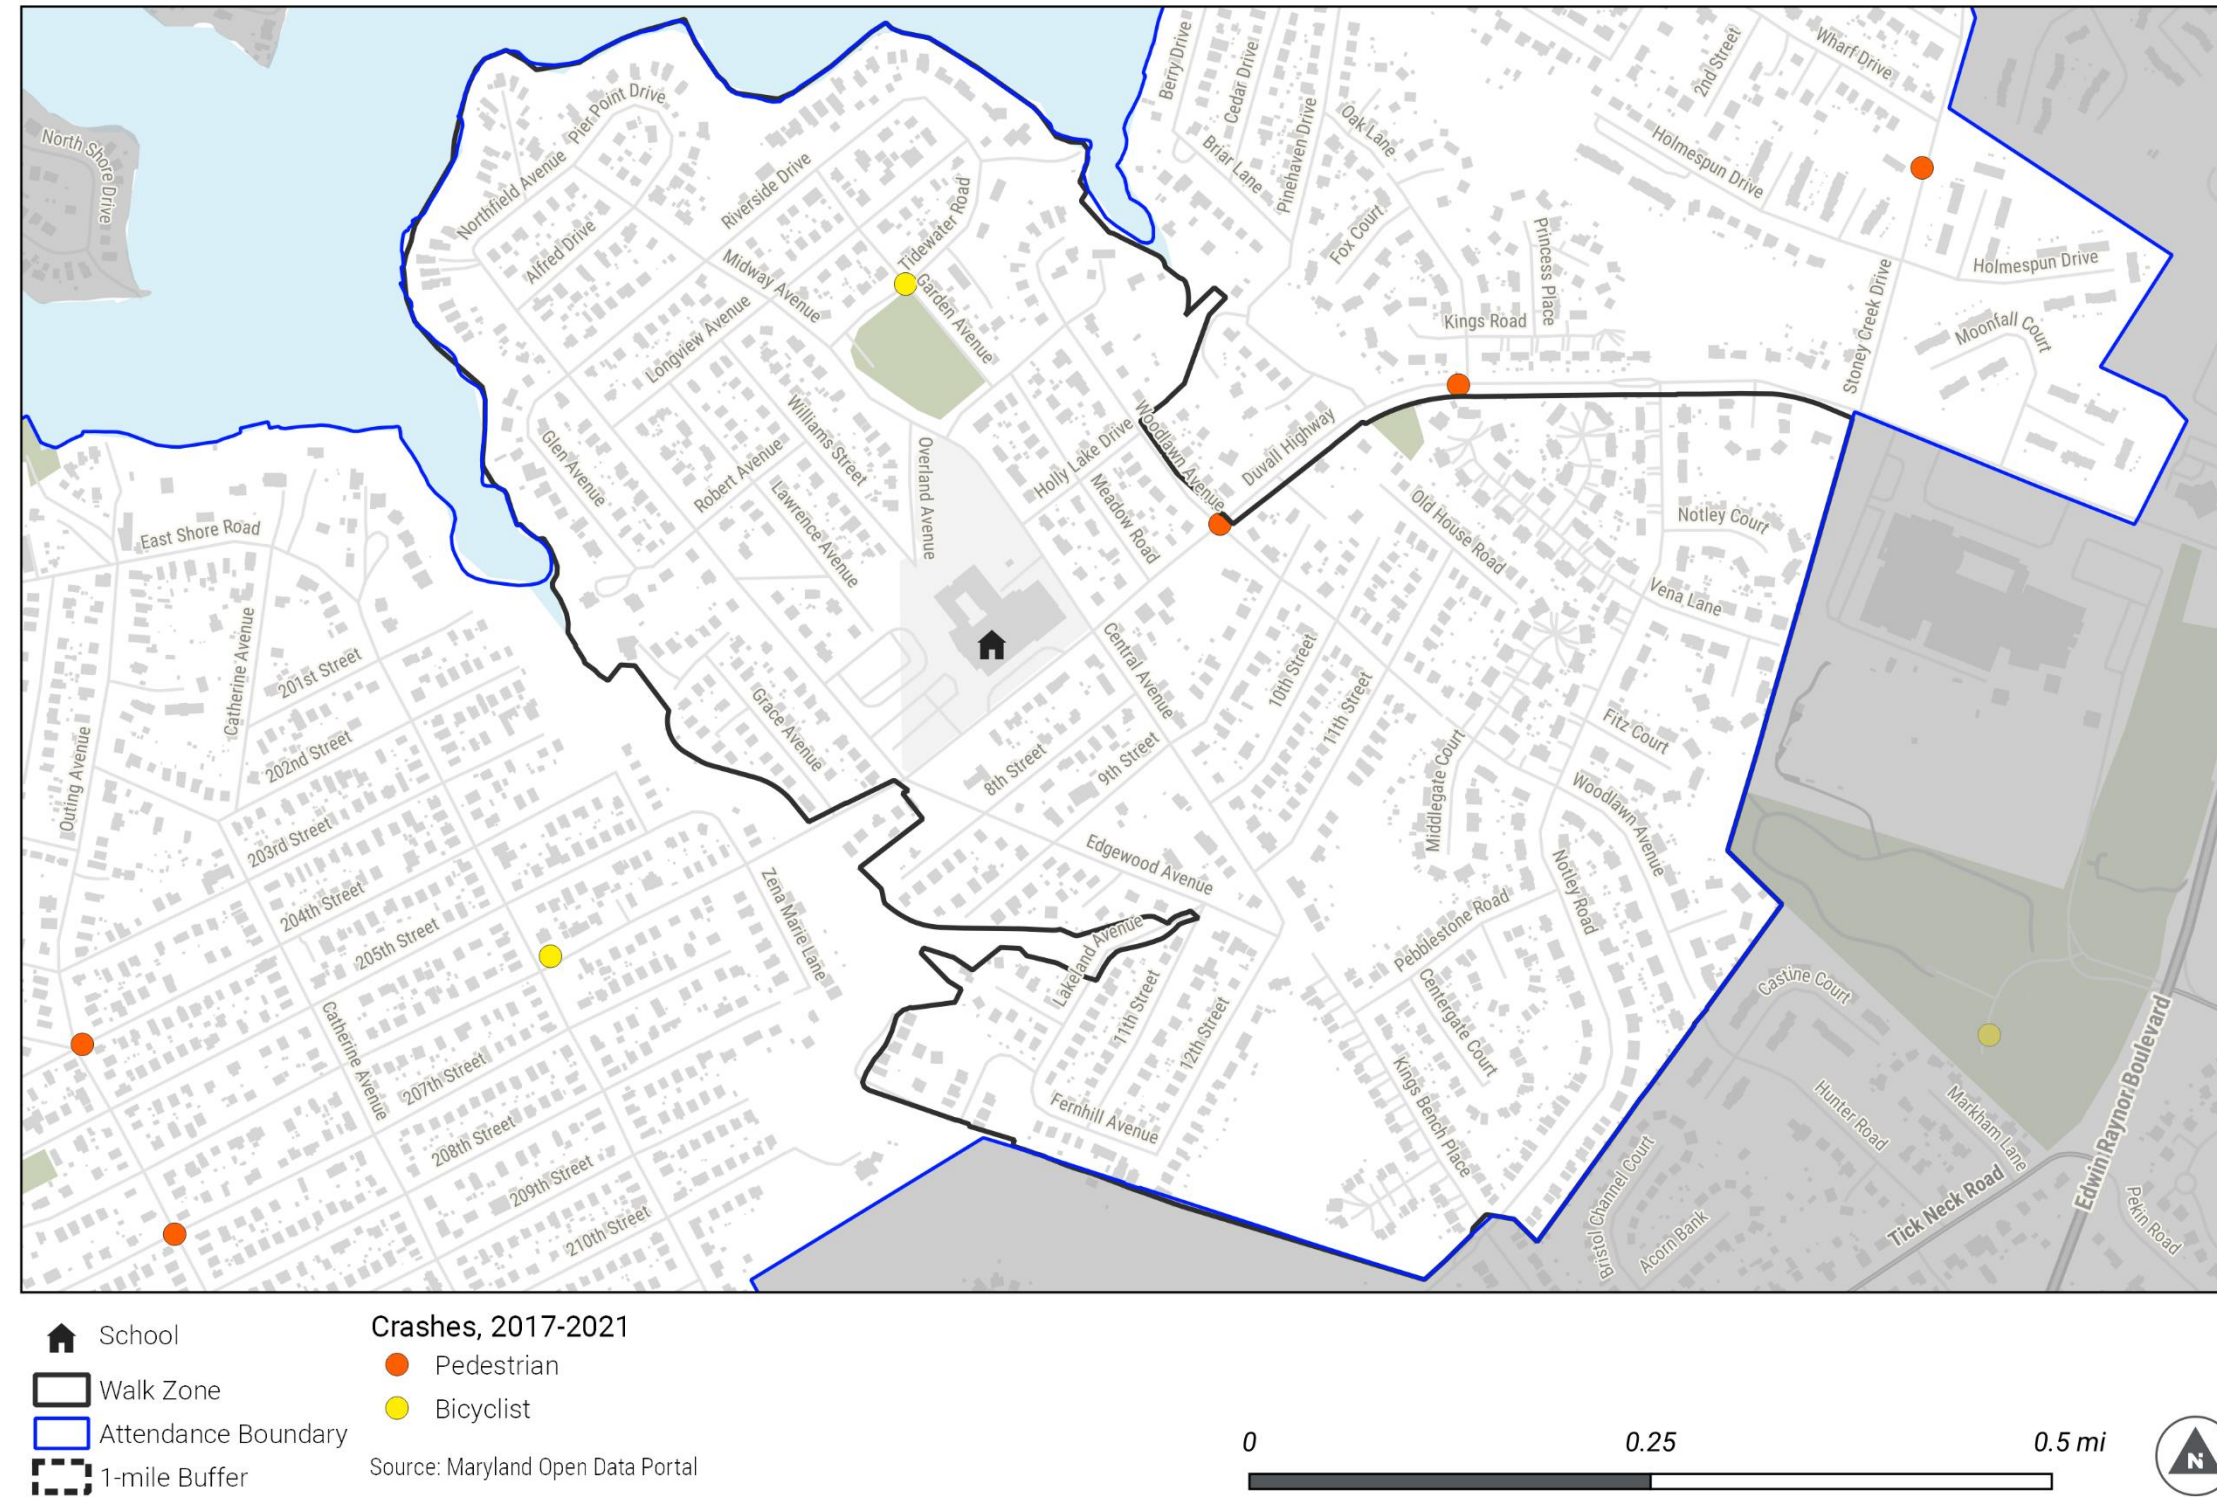 Berry Drive
Cedar Drive
2nd Street
Wharf Drive
North Shore Drive
Pier Point Drive
Northfield Avenue
Riverside Drive
Oak Lane
Briar Lane
Pinehaven Drive
Holmespun Drive
Alfred Drive
Tidewater Road
Midway Avenue
Garden Avenue
Longview Avenue
Fox Court
Princess Place
Kings Road
Holmespun Drive
Stoney Creek Drive
Moonfall Court
Williams Street
Glen Avenue
Robert Avenue
Lawrence Avenue
Overland Avenue
Holly Lake Drive
Woodlawn Avenue
Meadow Road
Duvall Highway
Old House Road
Notley Court
Vena Lane
East Shore Road
Catherine Avenue
201st Street
202nd Street
Outing Avenue
203rd Street
204th Street
205th Street
Grace Avenue
Central Avenue
10th Street
11th Street
8th Street
9th Street
Fitz Court
Middlegate Court
Woodlawn Avenue
Edgewood Avenue
Notley Road
Pebblestone Road
Zena Marie Lane
Lakeland Avenue
11th Street
12th Street
Centergate Court
Castine Court
Catherine Avenue
207th Street
208th Street
209th Street
210th Street
Fernhill Avenue
Kings Bench Place
Hunter Road
Markham Lane
Edwin Raynor Boulevard
Bristol Channel Court
Acorn Bank
Tick Neck Road
Pekin Road
School
Walk Zone
Attendance Boundary
1-mile Buffer
Crashes, 2017-2021
Pedestrian
Bicyclist
Source: Maryland Open Data Portal
0
0.25
0.5 mi
N